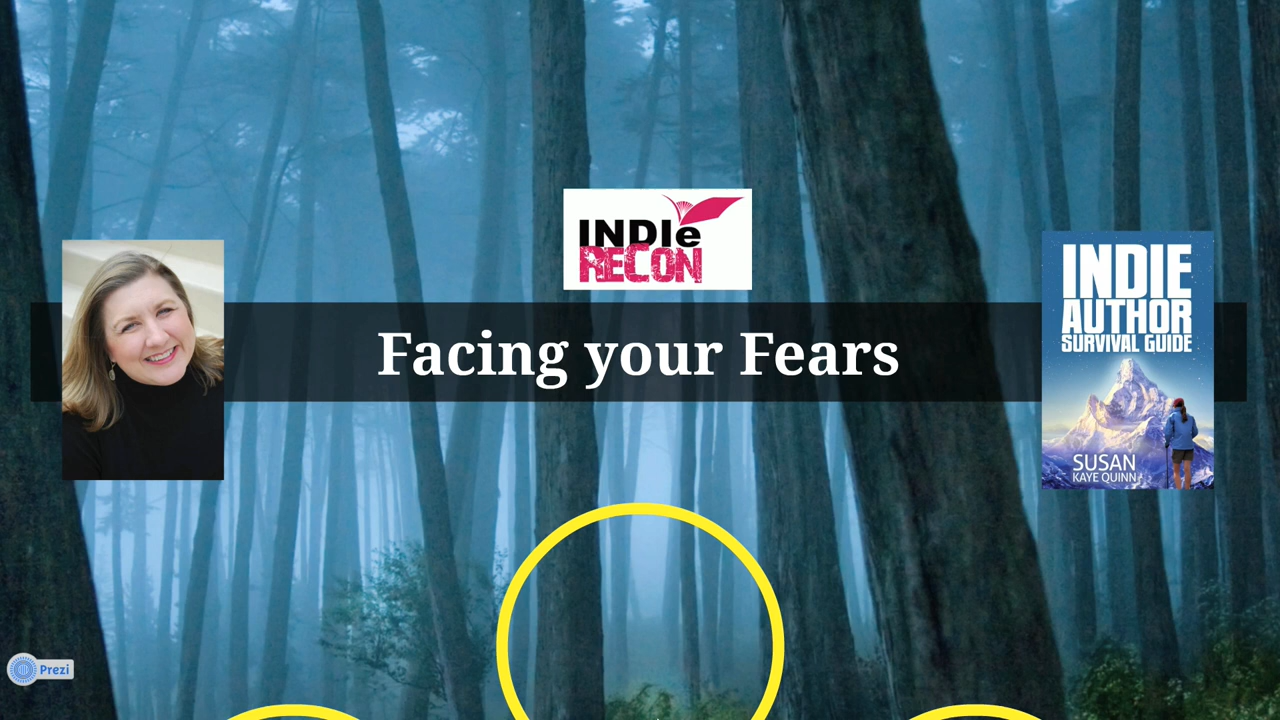 INDIe
ReCoN
Facing your Fears
INDIE
AUTHOR
SURVIVAL GUIDE
SUSAN
KAYE QUINN
Prezi